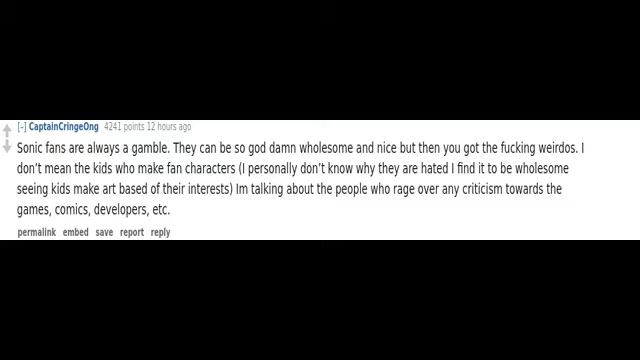 [-] CaptainCringeOng 4241 points 12 hours ago
Sonic fans are always a gamble. They can be so god damn wholesome and nice but then you got the fucking weirdos. I
don't mean the kids who make fan characters (I personally don't know why they are hated I find it to be wholesome
seeing kids make art based of their interests) Im talking about the people who rage over any criticism towards the
games, comics, developers, etc.
permalink embed save report reply